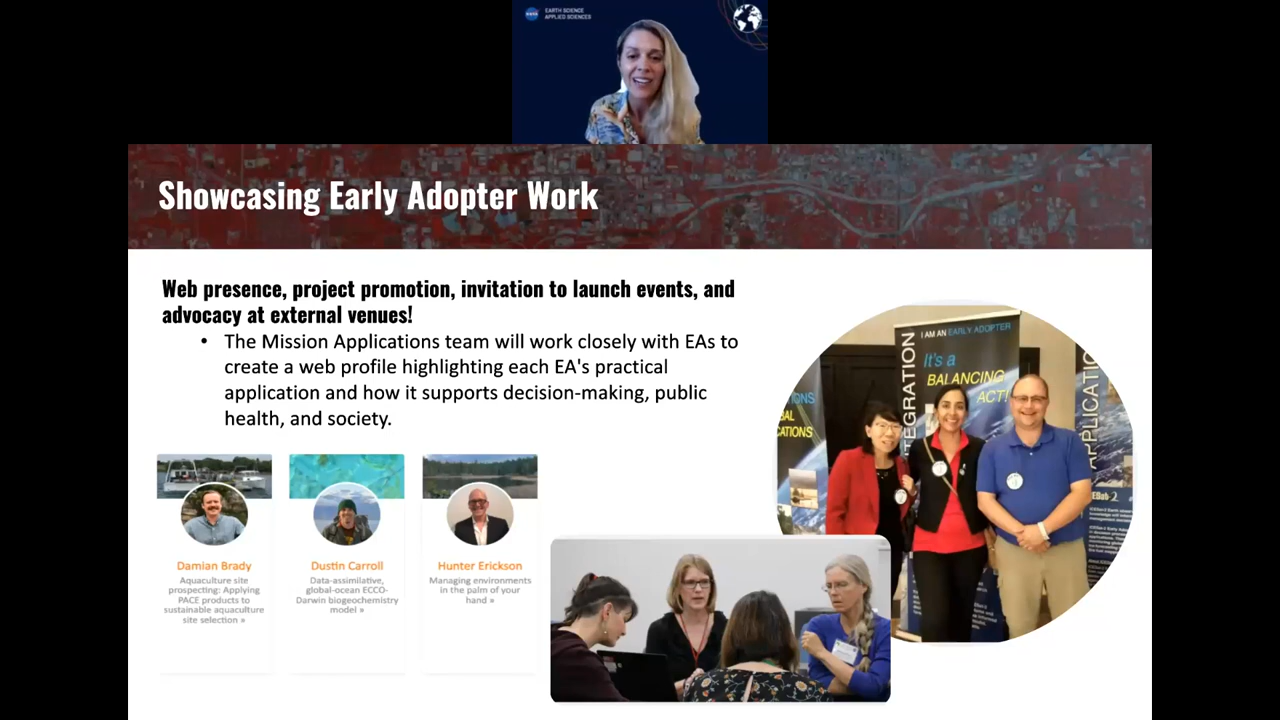 NASA
EARTH SCIENCE
APPLIED SCIENCES
Showcasing Early Adopter Work
Web presence, project promotion, invitation to launch events, and
advocacy at external venues!
• The Mission Applications team will work closely with EAs to
create a web profile highlighting each EA's practical
application and how it supports decision-making, public
health, and society.
Damian Brady
Aquaculture site
prospecting: Applying
PACE products to
sustainable aquaculture
site selection »
Dustin Carroll
Data-assimilative,
global-ocean ECCO-
Darwin biogeochemistry
model »
Hunter Erickson
Managing environments
in the palm of your
hand »
I AM AN EARLY ADOPTER
It's a
BALANCING
ACT!
TEGRATION
APPLICATIO